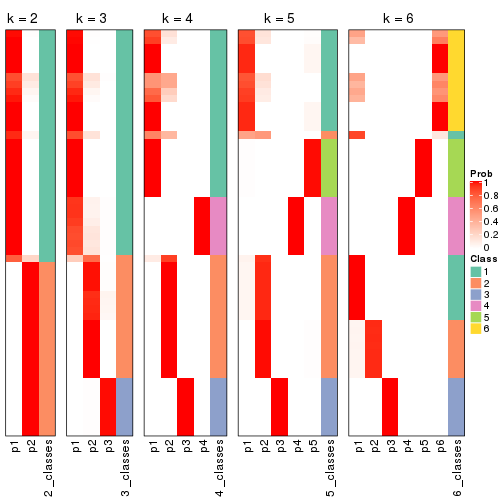 k = 2
k = 3
k = 4
k = 5
k = 6
Prob
1
0.8
0.6
0.4
0.2
0
Class
1
2
3
4
5
6
p1
p2
2_classes
p1
p2
p3
3_classes
p1
p2
p3
p4
4_classes
p1
p2
p3
p4
p5
5_classes
p1
p2
p3
p4
p5
p6
6_classes